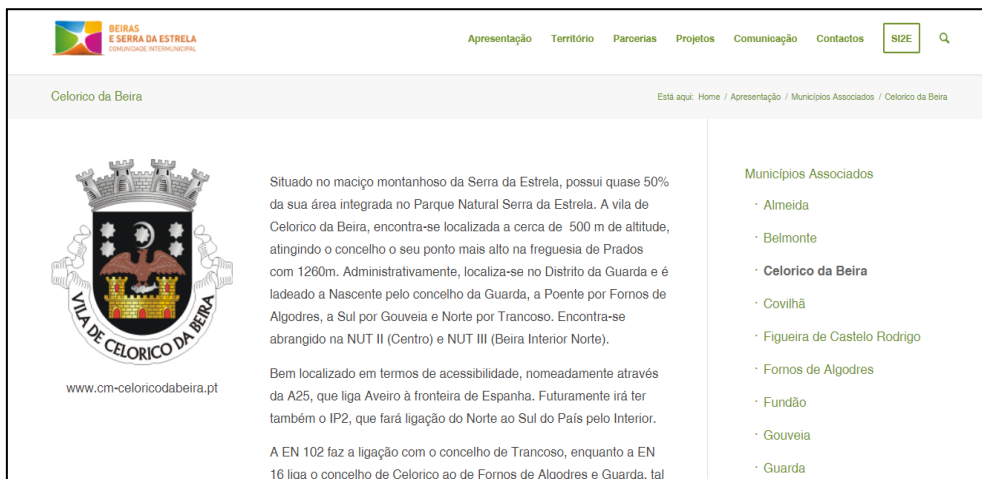 BEIRAS
E SERRA DA ESTRELA
COMUNIDADE INTERMUNICIPAL
Apresentação Território Parcerias Projetos Comunicação Contactos SI2E
Celorico da Beira
Está aqui: Home / Apresentação / Municípios Associados / Celorico da Beira
VILA DE CELORICO DA BEIRA
www.cm-celoricodabeira.pt
Situado no maciço montanhoso da Serra da Estrela, possui quase 50%
da sua área integrada no Parque Natural Serra da Estrela. A vila de
Celorico da Beira, encontra-se localizada a cerca de 500 m de altitude,
atingindo o concelho o seu ponto mais alto na freguesia de Prados
com 1260m. Administrativamente, localiza-se no Distrito da Guarda e é
ladeado a Nascente pelo concelho da Guarda, a Poente por Fornos de
Algodres, a Sul por Gouveia e Norte por Trancoso. Encontra-se
abrangido na NUT II (Centro) e NUT III (Beira Interior Norte).
Bem localizado em termos de acessibilidade, nomeadamente através
da A25, que liga Aveiro à fronteira de Espanha. Futuramente irá ter
também o IP2, que fará ligação do Norte ao Sul do País pelo Interior.
A EN 102 faz a ligação com o concelho de Trancoso, enquanto a EN
16 liga o concelho de Celorico ao de Fornos de Algodres e Guarda, tal
Municípios Associados
· Almeida
· Belmonte
· Celorico da Beira
· Covilhã
· Figueira de Castelo Rodrigo
· Fornos de Algodres
· Fundão
· Gouveia
· Guarda